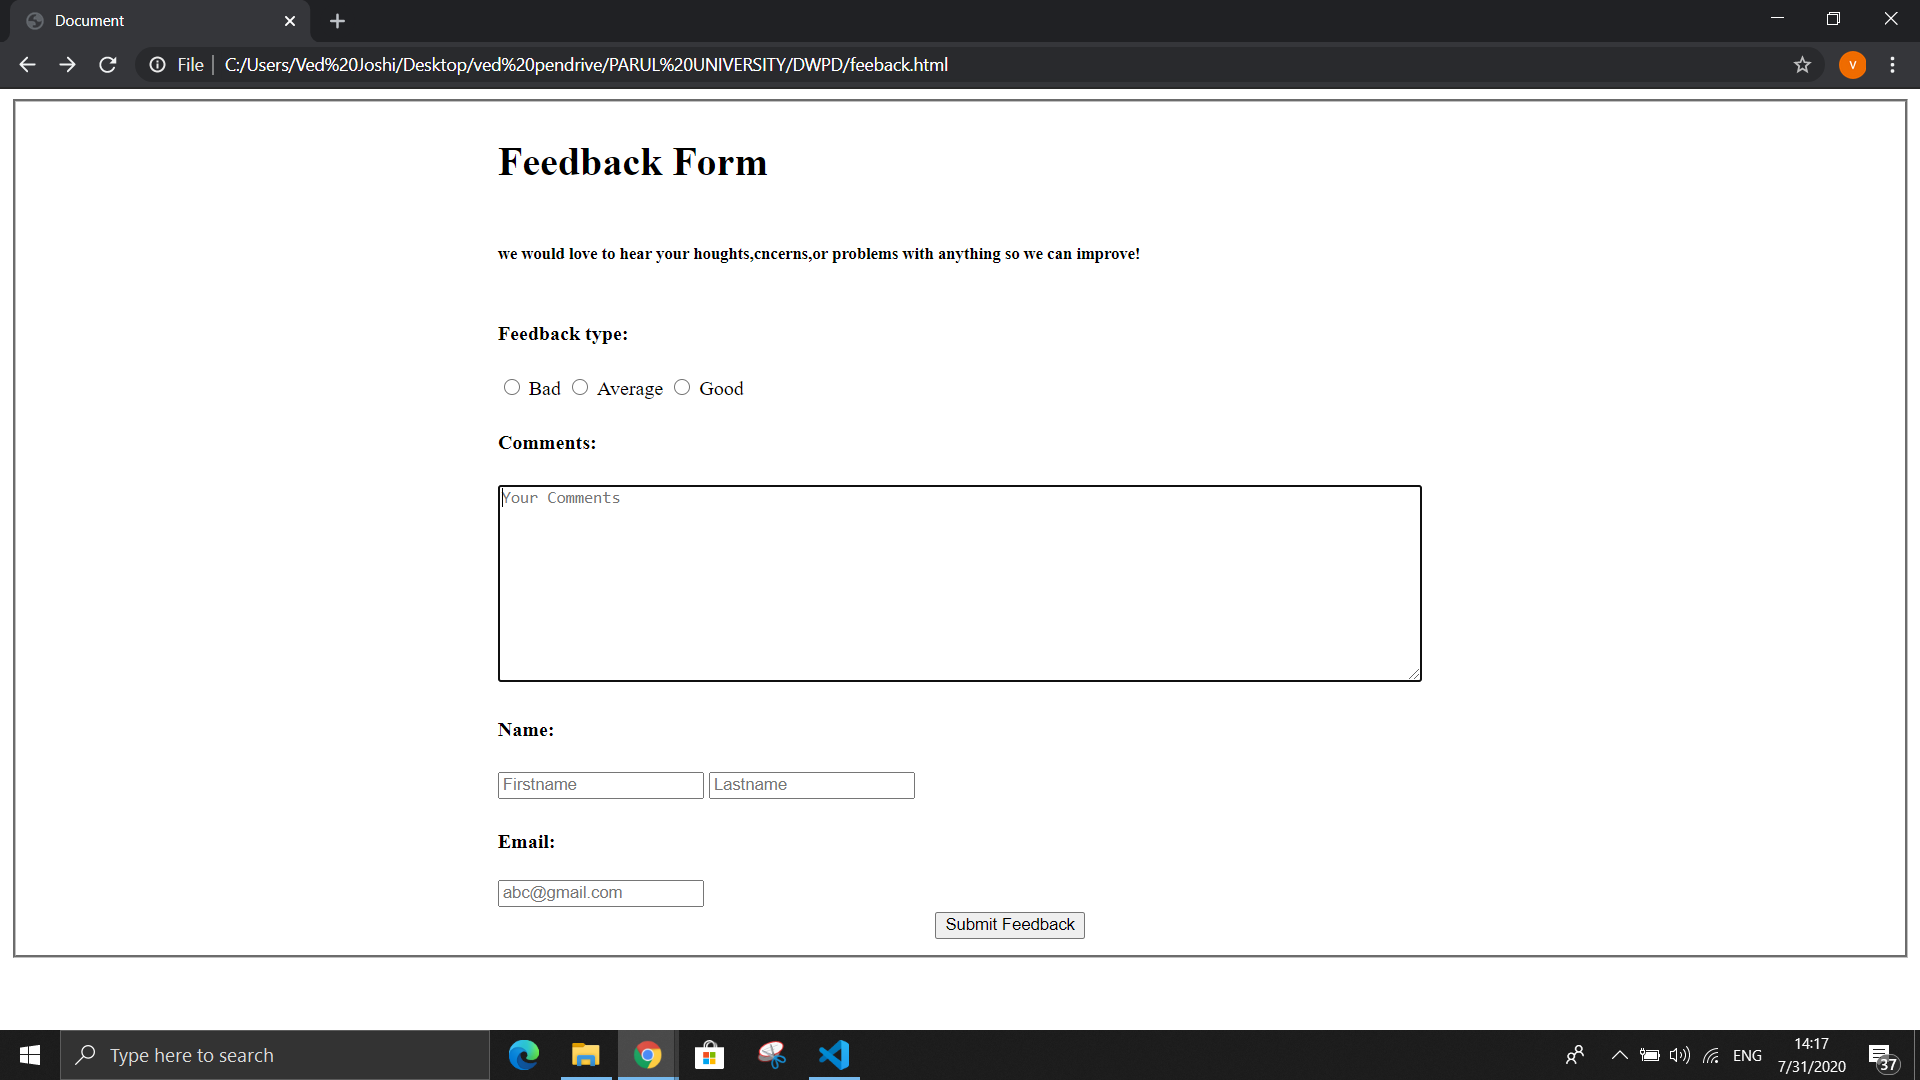 Document
File
C:/Users/Ved%20Joshi/Desktop/ved%20pendrive/PARUL%20UNIVERSITY/DWPD/feeback.html
V
Feedback Form
we would love to hear your houghts,cncerns,or problems with anything so we can improve!
Feedback type:
Bad Average Good
Comments:
Your Comments
Name:
Firstname Lastname
Email:
abc@gmail.com
Submit Feedback
Type here to search
ENG
14:17
7/31/2020
37